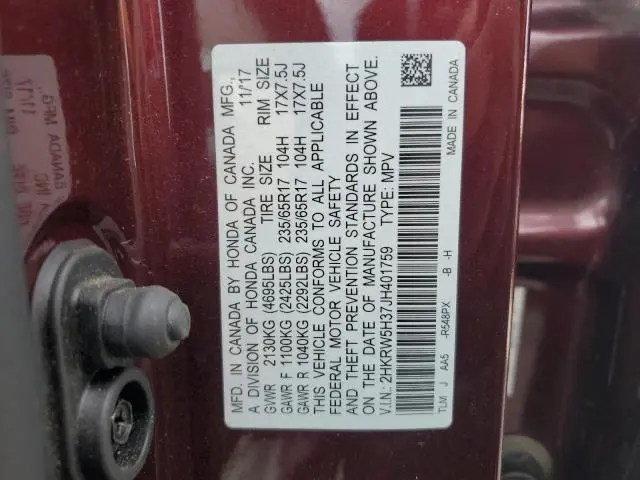 MFD. IN CANADA BY HONDA OF CANADA MFG.,
A DIVISION OF HONDA CANADA INC. 11/17
GVWR 2130KG (4695LBS) TIRE SIZE RIM SIZE
GAWR F 1100KG (2425LBS) 235/65R17 104H 17X7.5J
GAWR R 1040KG (2292LBS) 235/65R17 104H 17X7.5J
THIS VEHICLE CONFORMS TO ALL APPLICABLE
FEDERAL MOTOR VEHICLE SAFETY
AND THEFT PREVENTION STANDARDS IN EFFECT
ON THE DATE OF MANUFACTURE SHOWN ABOVE.
V.I.N.: 2HKRW5H37JH401759 TYPE: MPV
TLM J AA5 -R548PX -B -H
MADE IN CANADA